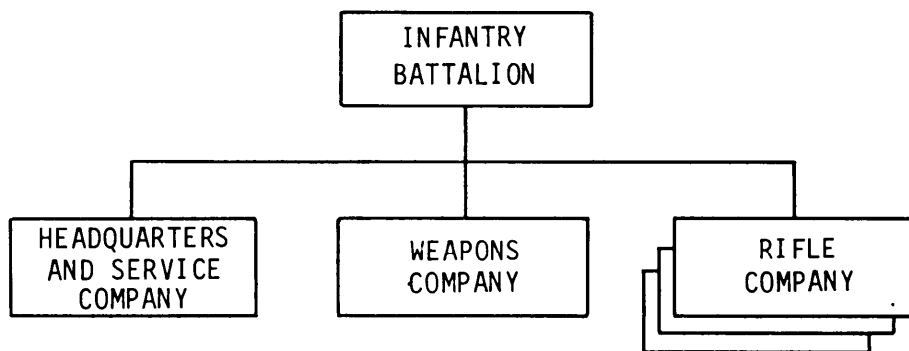 INFANTRY
BATTALION
HEADQUARTERS
AND SERVICE
COMPANY
WEAPONS
COMPANY
RIFLE
COMPANY